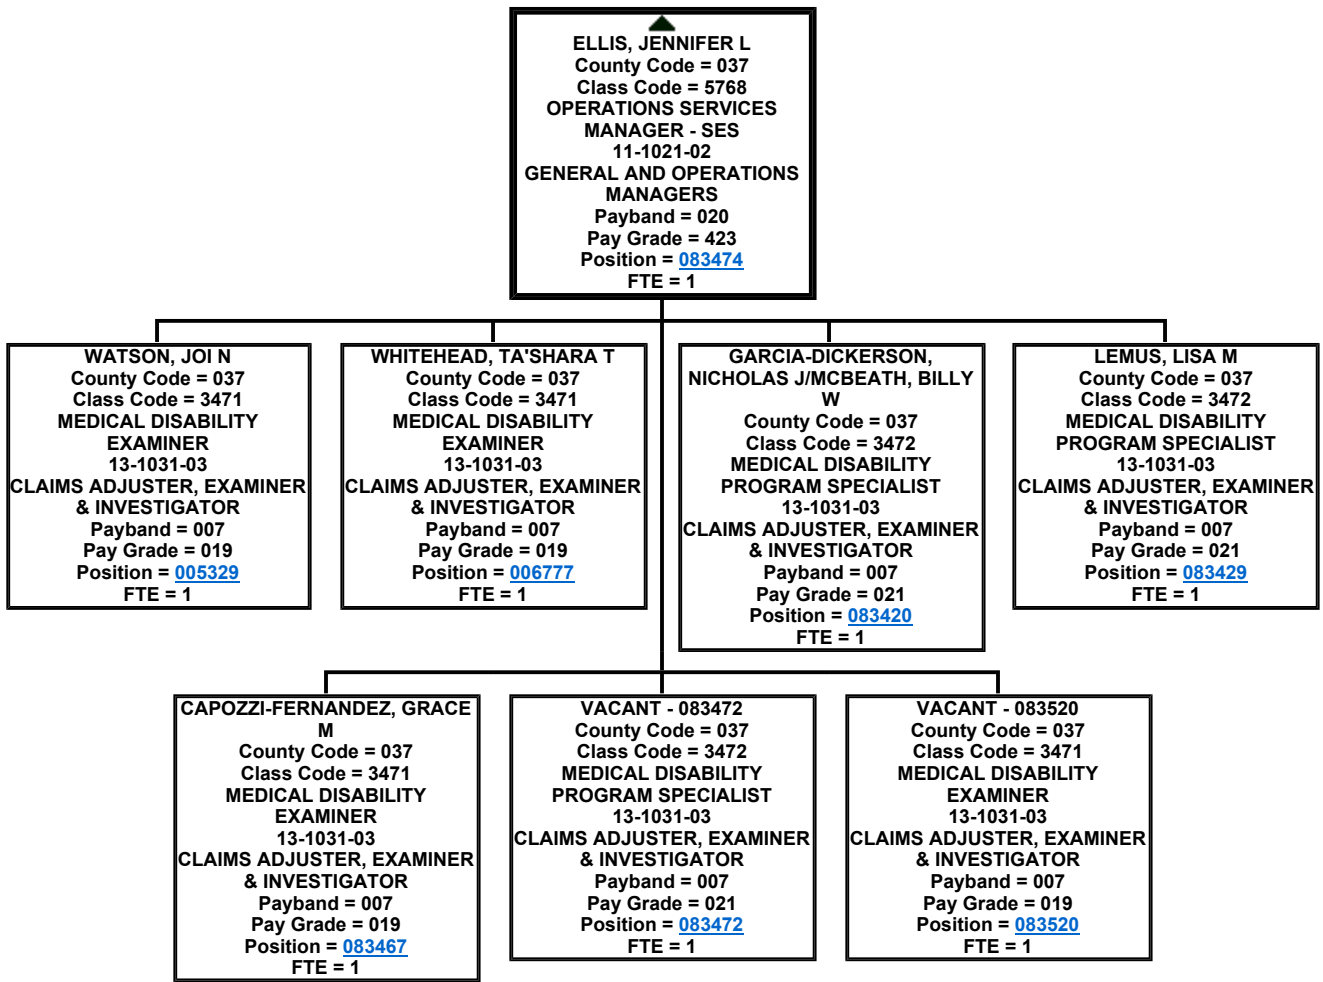 ELLIS, JENNIFER L
County Code = 037
Class Code = 5768
OPERATIONS SERVICES
MANAGER - SES
11-1021-02
GENERAL AND OPERATIONS
MANAGERS
Payband = 020
Pay Grade = 423
Position = 083474
FTE = 1
WATSON, JOI N
County Code = 037
Class Code = 3471
MEDICAL DISABILITY
EXAMINER
13-1031-03
CLAIMS ADJUSTER, EXAMINER
& INVESTIGATOR
Payband = 007
Pay Grade = 019
Position = 005329
FTE = 1
WHITEHEAD, TA'SHARA T
County Code = 037
Class Code = 3471
MEDICAL DISABILITY
EXAMINER
13-1031-03
CLAIMS ADJUSTER, EXAMINER
& INVESTIGATOR
Payband = 007
Pay Grade = 019
Position = 006777
FTE = 1
GARCIA-DICKERSON,
NICHOLAS J/MCBEATH, BILLY
W
County Code = 037
Class Code = 3472
MEDICAL DISABILITY
PROGRAM SPECIALIST
13-1031-03
CLAIMS ADJUSTER, EXAMINER
& INVESTIGATOR
Payband = 007
Pay Grade = 021
Position = 083420
FTE = 1
LEMUS, LISA M
County Code = 037
Class Code = 3472
MEDICAL DISABILITY
PROGRAM SPECIALIST
13-1031-03
CLAIMS ADJUSTER, EXAMINER
& INVESTIGATOR
Payband = 007
Pay Grade = 021
Position = 083429
FTE = 1
CAPOZZI-FERNANDEZ, GRACE
M
County Code = 037
Class Code = 3471
MEDICAL DISABILITY
EXAMINER
13-1031-03
CLAIMS ADJUSTER, EXAMINER
& INVESTIGATOR
Payband = 007
Pay Grade = 019
Position = 083467
FTE = 1
VACANT - 083472
County Code = 037
Class Code = 3472
MEDICAL DISABILITY
PROGRAM SPECIALIST
13-1031-03
CLAIMS ADJUSTER, EXAMINER
& INVESTIGATOR
Payband = 007
Pay Grade = 021
Position = 083472
FTE = 1
VACANT - 083520
County Code = 037
Class Code = 3471
MEDICAL DISABILITY
EXAMINER
13-1031-03
CLAIMS ADJUSTER, EXAMINER
& INVESTIGATOR
Payband = 007
Pay Grade = 019
Position = 083520
FTE = 1